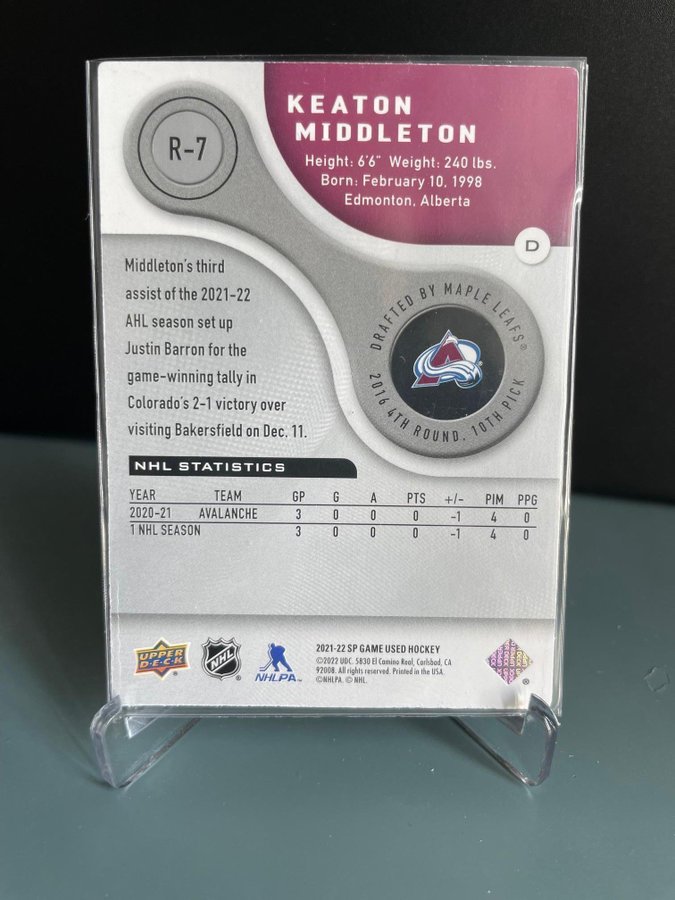 R-7
KEATON
MIDDLETON
Height: 6'6" Weight: 240 lbs.
Born: February 10, 1998
Edmonton, Alberta
D
Middleton's third
assist of the 2021-22
AHL season set up
Justin Barron for the
game-winning tally in
Colorado's 2-1 victory over
visiting Bakersfield on Dec. 11.
DRAFTED BY MAPLE LEAFS®
2016 4TH ROUND, 10TH PICK
NHL STATISTICS
YEAR TEAM GP G A PTS +/- PIM PPG
2020-21 AVALANCHE 3 0 0 0 -1 4 0
1 NHL SEASON 3 0 0 0 -1 4 0
UPPER DECK®
NHL®
NHLPA™
2021-22 SP GAME USED HOCKEY
©2022 UDC. 5830 El Camino Real, Carlsbad, CA
92008. All rights reserved. Printed in the USA.
©NHLPA. © NHL.
®